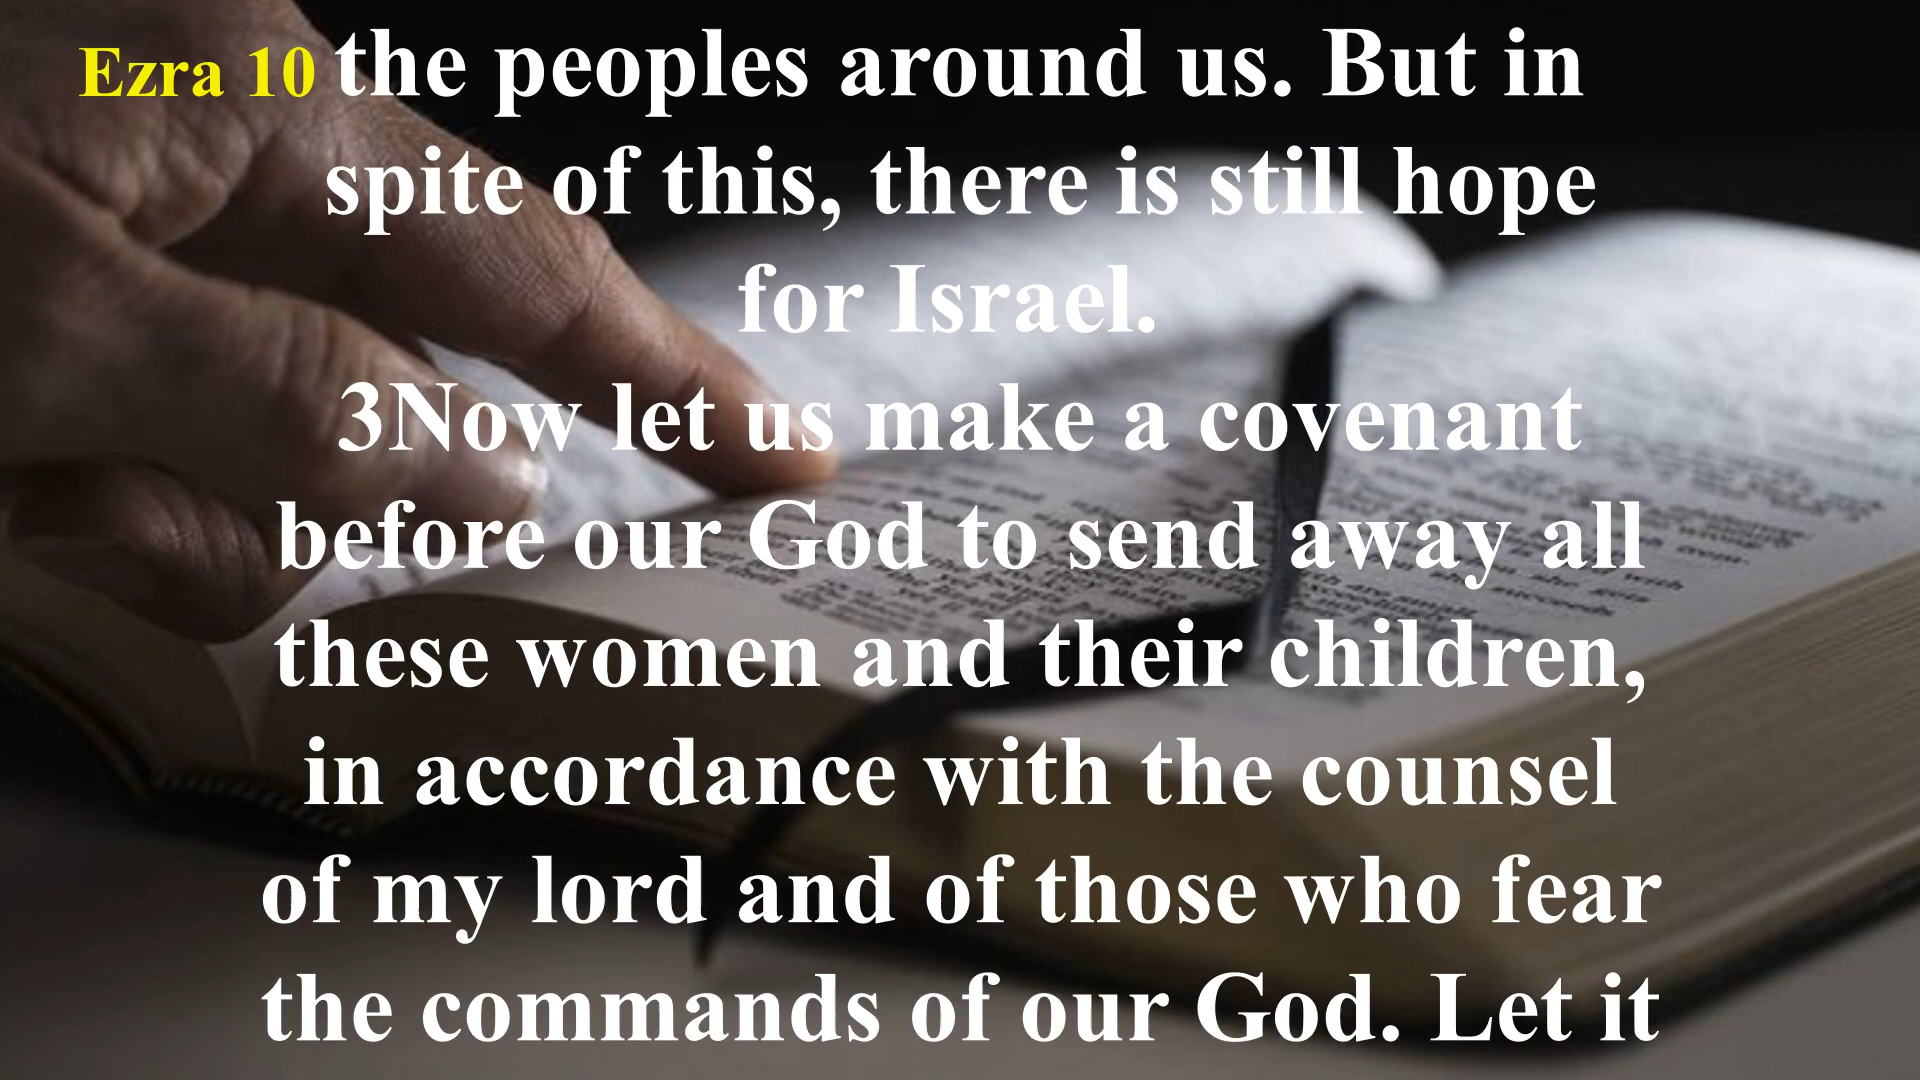 Ezra 10
the peoples around us. But in
spite of this, there is still hope
for Israel.
3Now let us make a covenant
before our God to send away all
these women and their children,
in accordance with the counsel
of my lord and of those who fear
the commands of our God. Let it